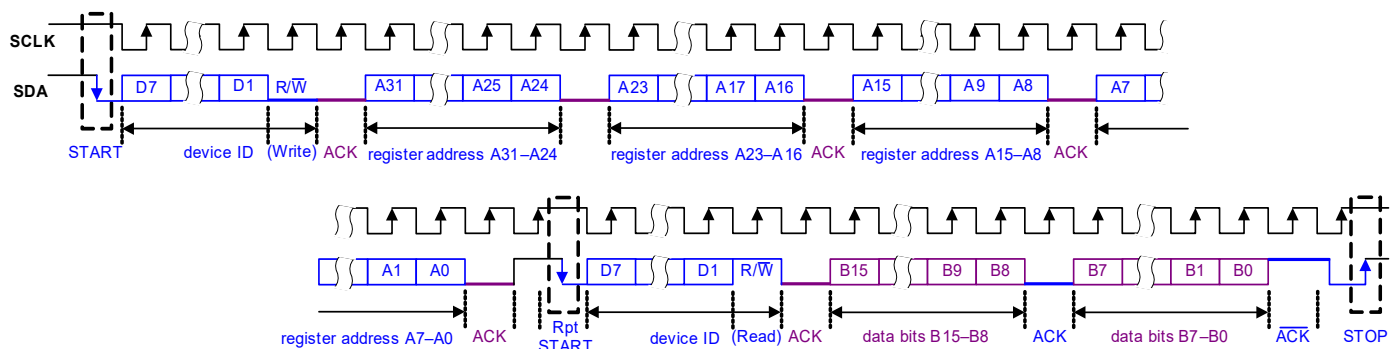 SCLK
SDA D7 D1 R/W̅ A31 A25 A24 A23 A17 A16 A15 A9 A8 A7
START device ID (Write) ACK register address A31–A24 register address A23–A16 ACK register address A15–A8 ACK
A1 A0 D7 D1 R/W̅ B15 B9 B8 B7 B1 B0
register address A7–A0 ACK Rpt START device ID (Read) ACK data bits B15–B8 ACK data bits B7–B0 A̅C̅K̅ STOP